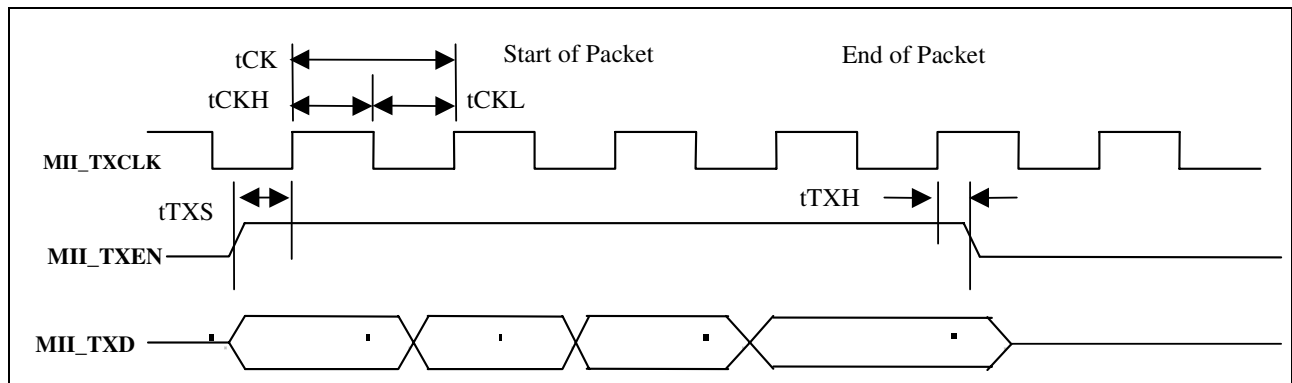 tCK Start of Packet End of Packet
tCKH tCKL
MII_TXCLK
tTXS tTXH
MII_TXEN
MII_TXD